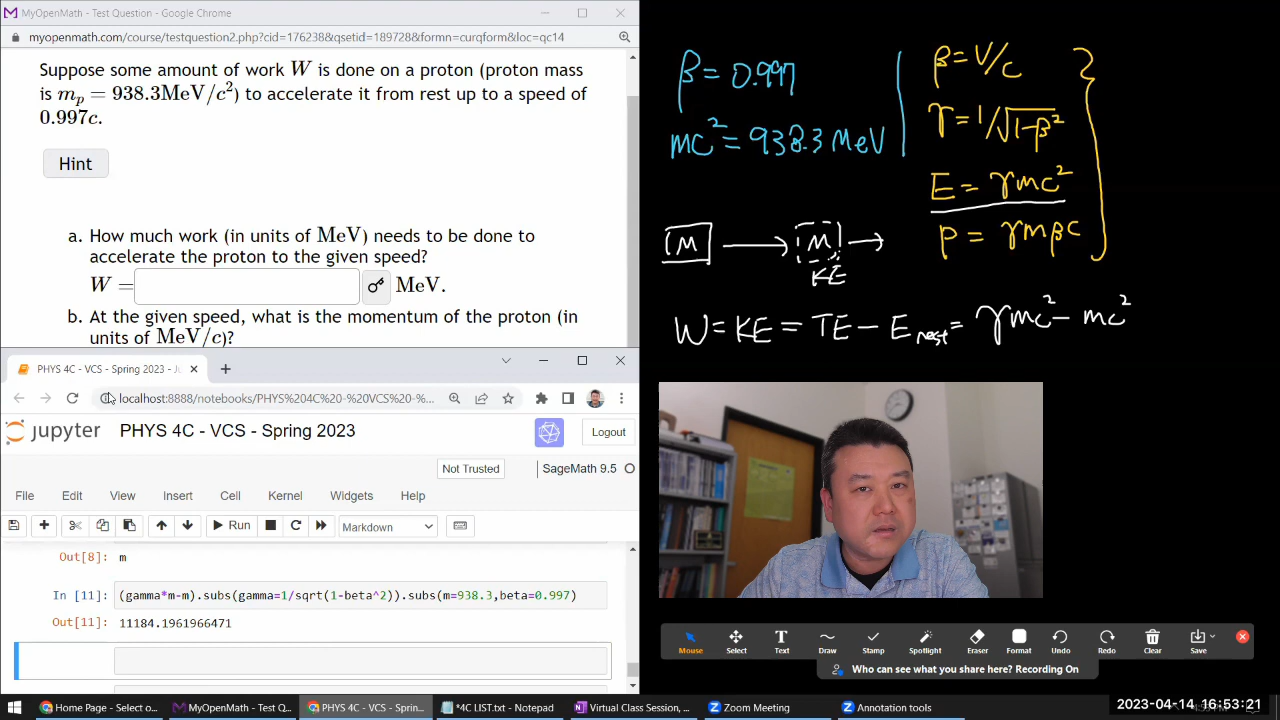 MyOpenMath - TestQuestion - Google Chrome
myopenmath.com/course/testquestion2.php?cid=176238&qsetid=189728&formn=curqform&loc=qc14
Suppose some amount of work W is done on a proton (proton mass
is mₚ = 938.3MeV/c²) to accelerate it from rest up to a speed of
0.997c.
Hint
a. How much work (in units of MeV) needs to be done to
accelerate the proton to the given speed?
W = MeV.
b. At the given speed, what is the momentum of the proton (in
units of MeV/c)?
PHYS 4C - VCS - Spring 2023 - Ju
localhost:8888/notebooks/PHYS%204C%20-%20VCS%20-%...
jupyter PHYS 4C - VCS - Spring 2023 Logout
Not Trusted SageMath 9.5
File Edit View Insert Cell Kernel Widgets Help
Run Markdown
Out[8]: m
In [11]: (gamma*m-m).subs(gamma=1/sqrt(1-beta^2)).subs(m=938.3,beta=0.997)
Out[11]: 11184.1961966471
β = 0.997
mc² = 938.3 MeV
β = v/c
γ = 1/√1-β²
E = γmc²
p = γmβc
M M
KE
W = KE = TE - E rest = γmc² - mc²
Mouse Select Text Draw Stamp Spotlight Eraser Format Undo Redo Clear Save
Who can see what you share here? Recording On
Home Page - Select o... MyOpenMath - Test Q... PHYS 4C - VCS - Sprin... *4C LIST.txt - Notepad Virtual Class Session, ... Zoom Meeting Annotation tools
2023-04-14 16:53:21